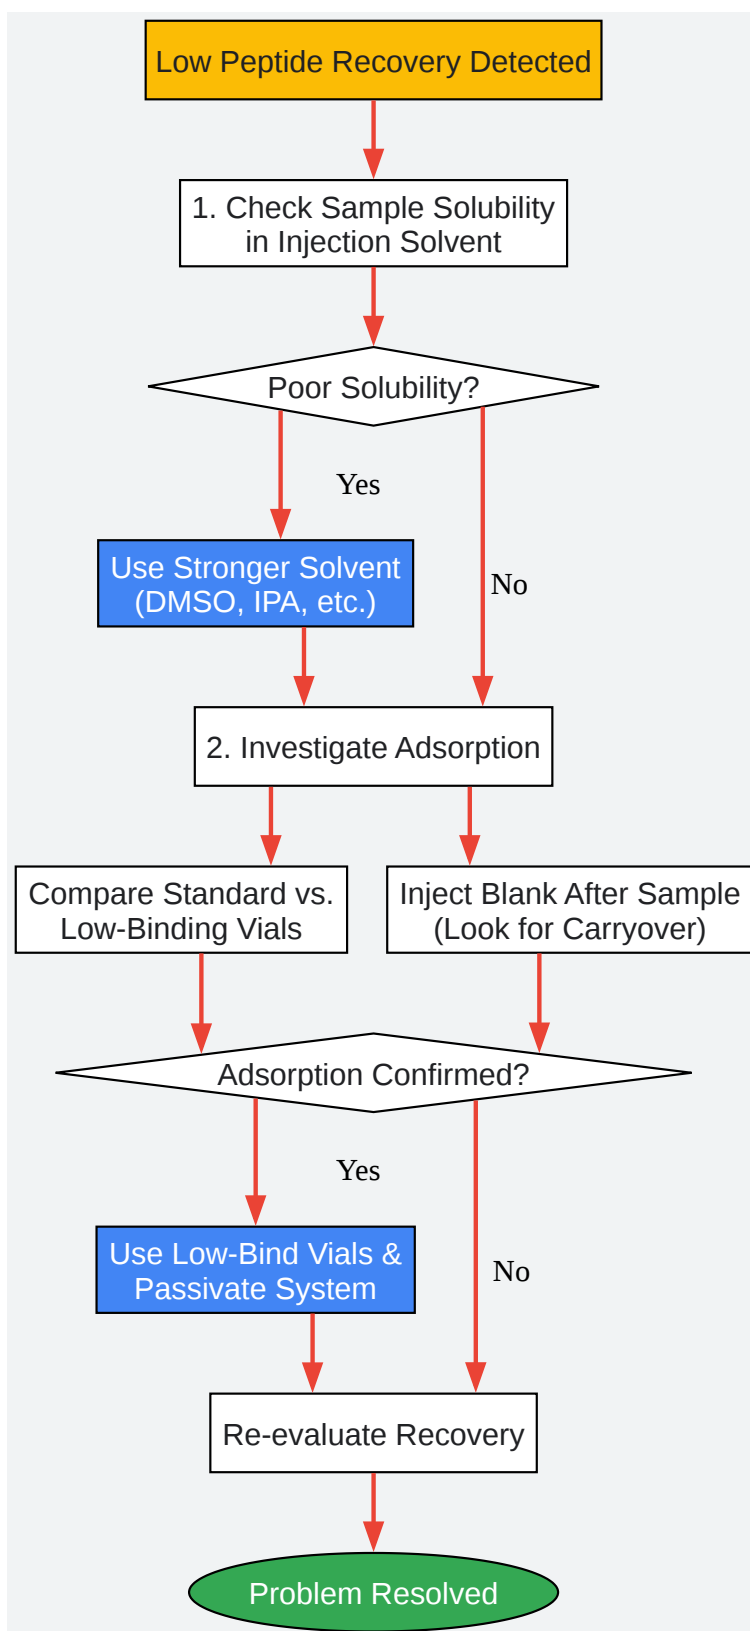 Low Peptide Recovery Detected
1. Check Sample Solubility
in Injection Solvent
Poor Solubility?
Yes
Use Stronger Solvent
(DMSO, IPA, etc.)
No
2. Investigate Adsorption
Compare Standard vs.
Low-Binding Vials
Inject Blank After Sample
(Look for Carryover)
Adsorption Confirmed?
Yes
Use Low-Bind Vials &
Passivate System
No
Re-evaluate Recovery
Problem Resolved